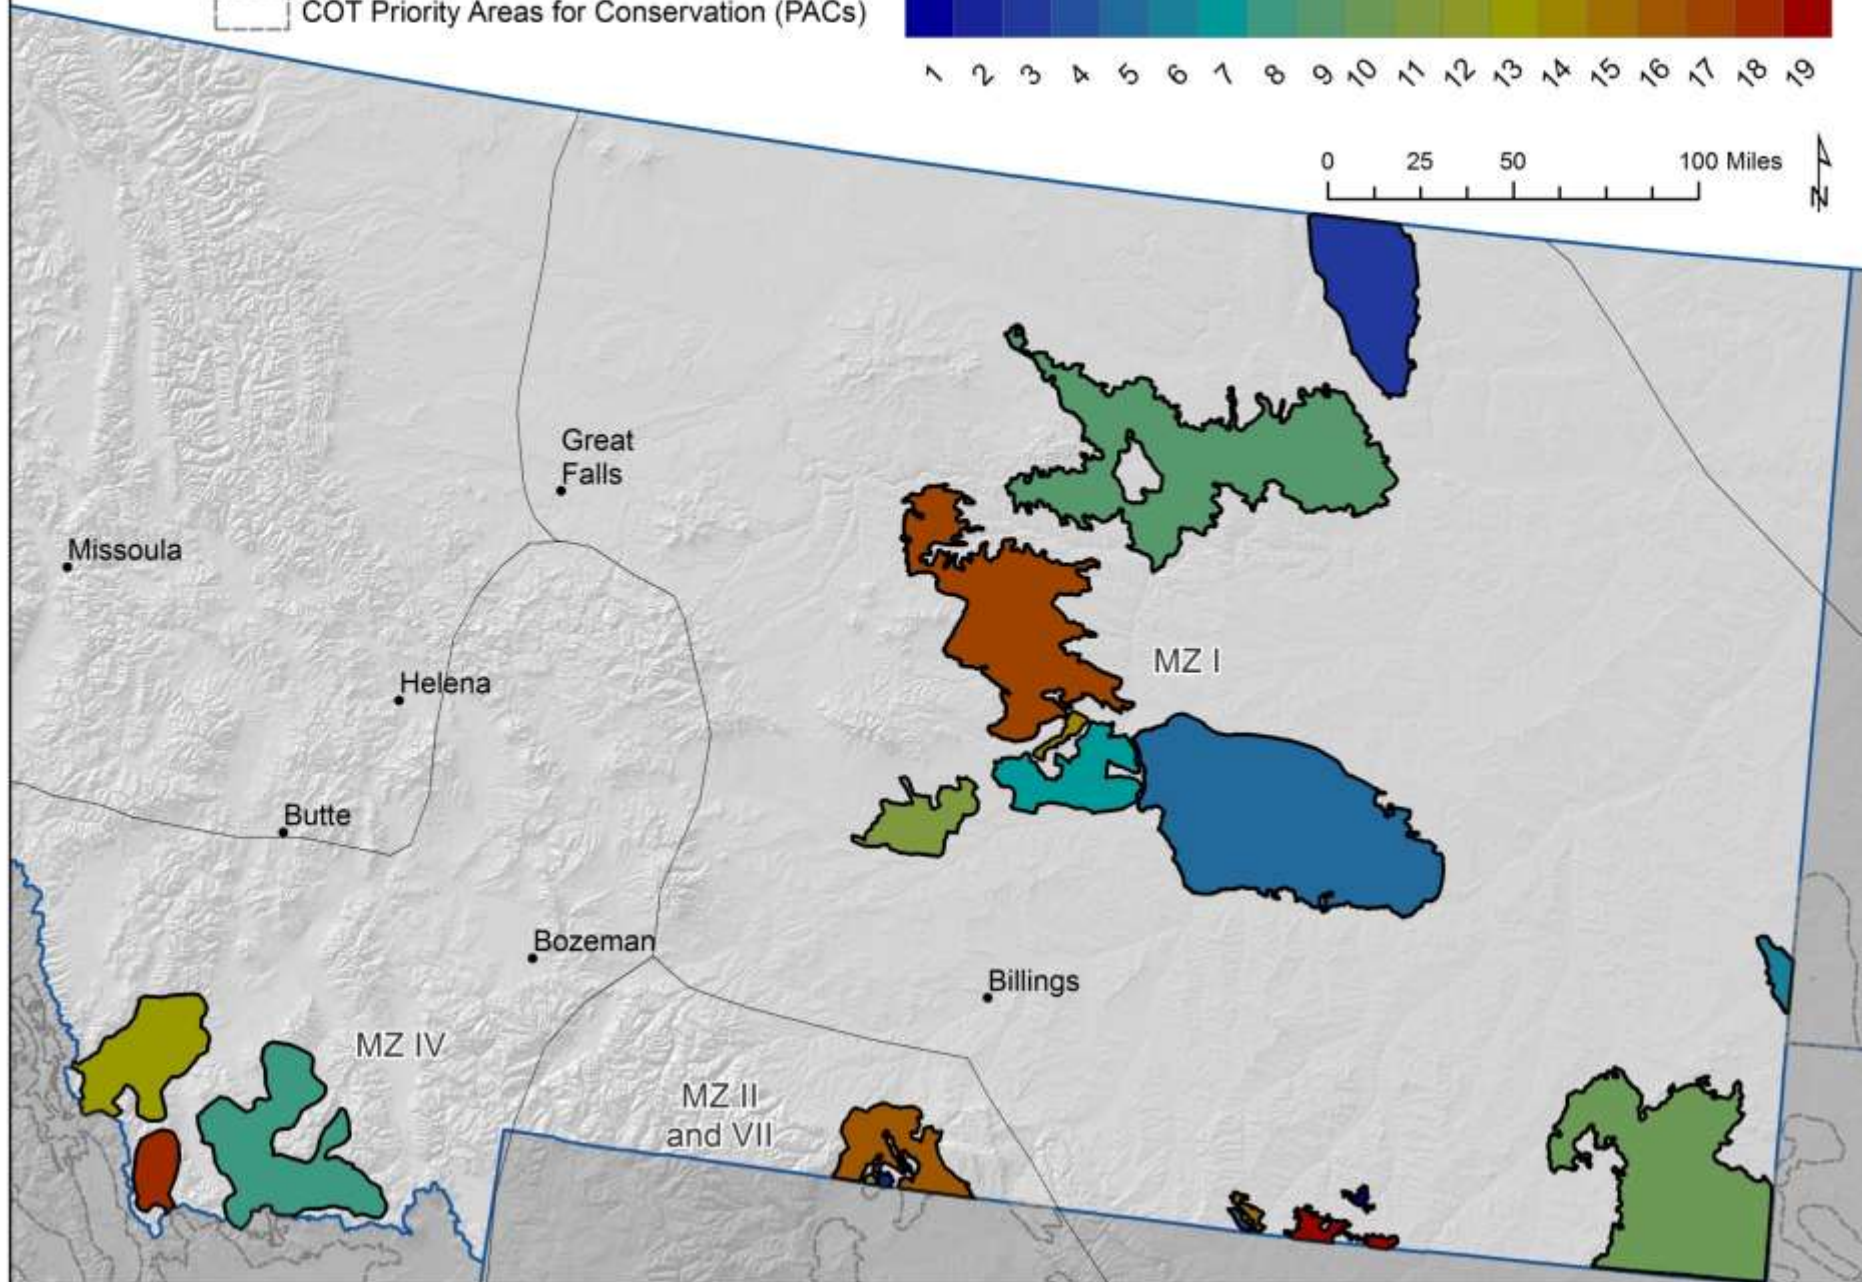 COT Priority Areas for Conservation (PACs)
1 2 3 4 5 6 7 8 9 10 11 12 13 14 15 16 17 18 19
0 25 50 100 Miles
N
Great
Falls
Missoula
MZ I
Helena
Butte
Bozeman
Billings
MZ IV
MZ II
and VII